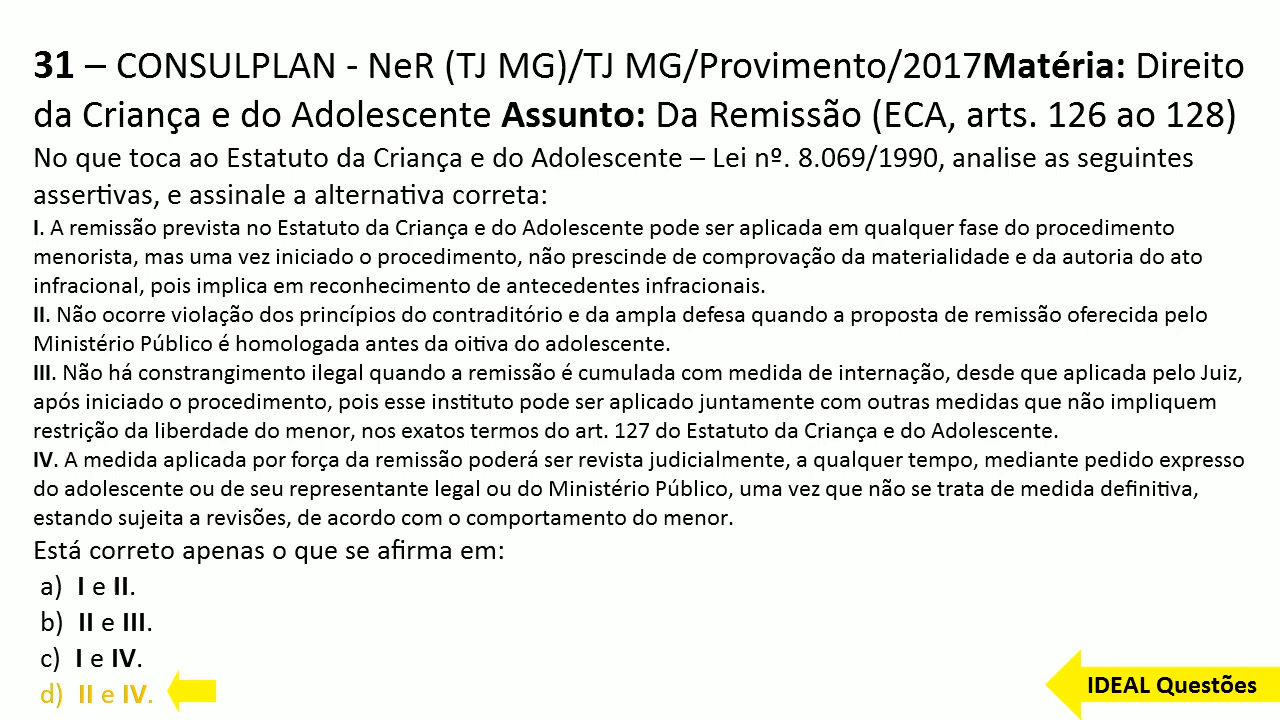 31 – CONSULPLAN - NeR (TJ MG)/TJ MG/Provimento/2017Matéria: Direito
da Criança e do Adolescente Assunto: Da Remissão (ECA, arts. 126 ao 128)
No que toca ao Estatuto da Criança e do Adolescente – Lei nº. 8.069/1990, analise as seguintes
assertivas, e assinale a alternativa correta:
I. A remissão prevista no Estatuto da Criança e do Adolescente pode ser aplicada em qualquer fase do procedimento
menorista, mas uma vez iniciado o procedimento, não prescinde de comprovação da materialidade e da autoria do ato
infracional, pois implica em reconhecimento de antecedentes infracionais.
II. Não ocorre violação dos princípios do contraditório e da ampla defesa quando a proposta de remissão oferecida pelo
Ministério Público é homologada antes da oitiva do adolescente.
III. Não há constrangimento ilegal quando a remissão é cumulada com medida de internação, desde que aplicada pelo Juiz,
após iniciado o procedimento, pois esse instituto pode ser aplicado juntamente com outras medidas que não impliquem
restrição da liberdade do menor, nos exatos termos do art. 127 do Estatuto da Criança e do Adolescente.
IV. A medida aplicada por força da remissão poderá ser revista judicialmente, a qualquer tempo, mediante pedido expresso
do adolescente ou de seu representante legal ou do Ministério Público, uma vez que não se trata de medida definitiva,
estando sujeita a revisões, de acordo com o comportamento do menor.
Está correto apenas o que se afirma em:
a) I e II.
b) II e III.
c) I e IV.
d) II e IV.
IDEAL Questões